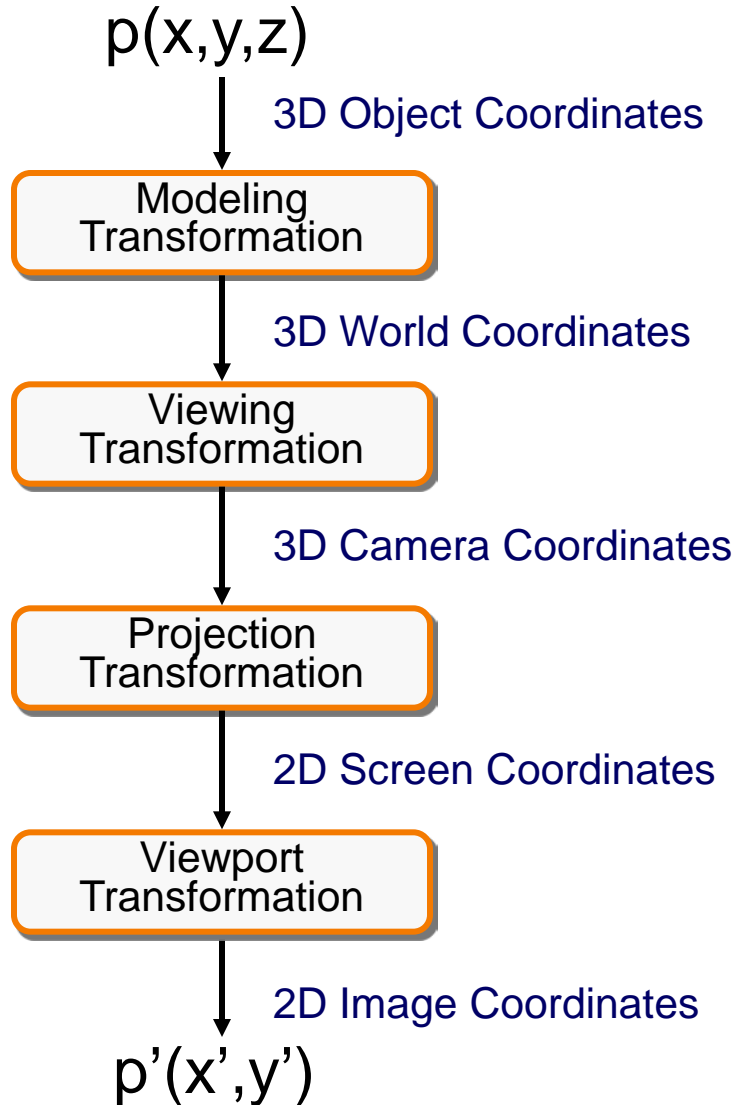 p(x,y,z)
3D Object Coordinates
Modeling
Transformation
3D World Coordinates
Viewing
Transformation
3D Camera Coordinates
Projection
Transformation
2D Screen Coordinates
Viewport
Transformation
2D Image Coordinates
p’(x’,y’)